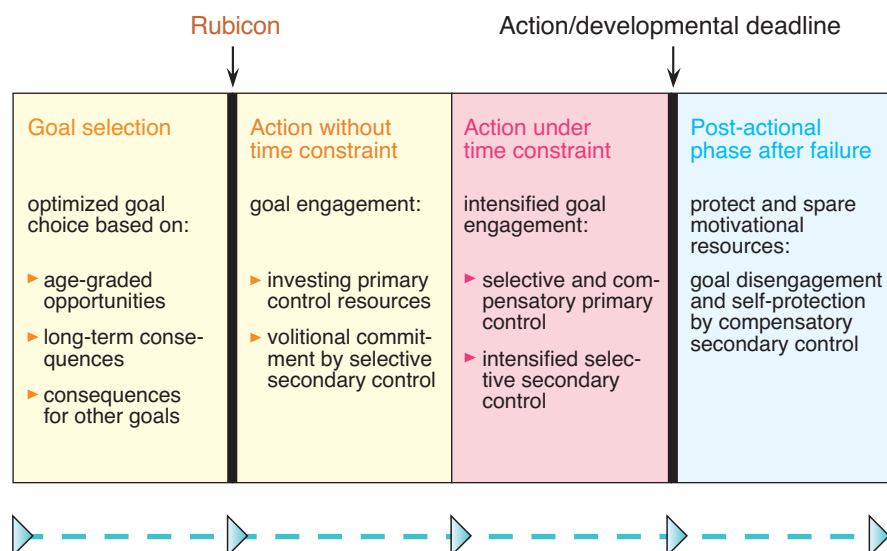 Rubicon
Action/developmental deadline
Goal selection
optimized goal
choice based on:
► age-graded
opportunities
► long-term conse-
quences
► consequences
for other goals
Action without
time constraint
goal engagement:
► investing primary
control resources
► volitional commit-
ment by selective
secondary control
Action under
time constraint
intensified goal
engagement:
► selective and com-
pensatory primary
control
► intensified selec-
tive secondary
control
Post-actional
phase after failure
protect and spare
motivational
resources:
goal disengagement
and self-protection
by compensatory
secondary control